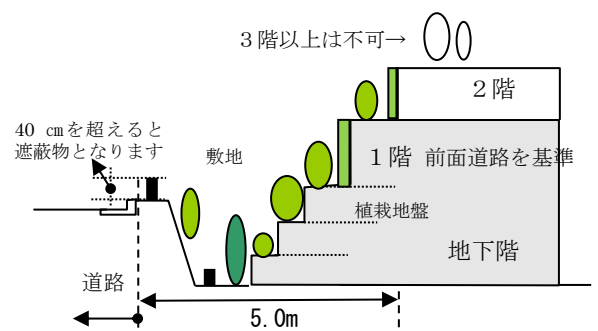 3階以上は不可→
2階
40 cmを超えると
遮蔽物となります
敷地
1階 前面道路を基準
植栽地盤
地下階
道路
5.0m